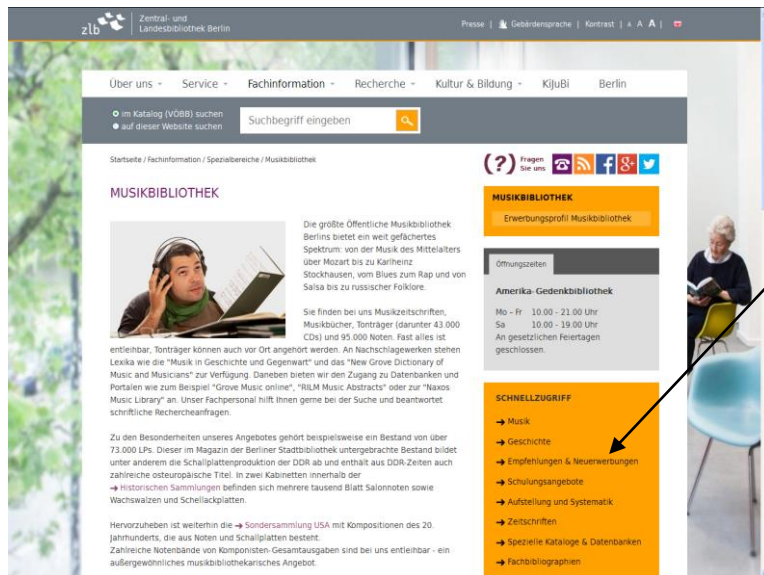 zlb
Zentral- und
Landesbibliothek Berlin
Presse | Gebärdensprache | Kontrast | A A A |
Über uns
Service
Fachinformation
Recherche
Kultur & Bildung
KiJuBi
Berlin
im Katalog (VÖBB) suchen
auf dieser Website suchen
Suchbegriff eingeben
Startseite / Fachinformation / Spezialbereiche / Musikbibliothek
(?) Fragen
Sie uns
MUSIKBIBLIOTHEK
Die größte Öffentliche Musikbibliothek
Berlins bietet ein weit gefächertes
Spektrum: von der Musik des Mittelalters
über Mozart bis zu Karlheinz
Stockhausen, vom Blues zum Rap und von
Salsa bis zu russischer Folklore.
Sie finden bei uns Musikzeitschriften,
Musikbücher, Tonträger (darunter 43.000
CDs) und 95.000 Noten. Fast alles ist
entleihbar, Tonträger können auch vor Ort angehört werden. An Nachschlagewerken stehen
Lexika wie die "Musik in Geschichte und Gegenwart" und das "New Grove Dictionary of
Music and Musicians" zur Verfügung. Daneben bieten wir den Zugang zu Datenbanken und
Portalen wie zum Beispiel "Grove Music online", "RILM Music Abstracts" oder zur "Naxos
Music Library" an. Unser Fachpersonal hilft Ihnen gerne bei der Suche und beantwortet
schriftliche Rechercheanfragen.
Zu den Besonderheiten unseres Angebotes gehört beispielsweise ein Bestand von über
73.000 LPs. Dieser im Magazin der Berliner Stadtbibliothek untergebrachte Bestand bildet
unter anderem die Schallplattenproduktion der DDR ab und enthält aus DDR-Zeiten auch
zahlreiche osteuropäische Titel. In zwei Kabinetten innerhalb der
→ Historischen Sammlungen befinden sich mehrere tausend Blatt Salonnoten sowie
Wachswalzen und Schellackplatten.
Hervorzuheben ist weiterhin die → Sondersammlung USA mit Kompositionen des 20.
Jahrhunderts, die aus Noten und Schallplatten besteht.
Zahlreiche Notenbände von Komponisten-Gesamtausgaben sind bei uns entleihbar - ein
außergewöhnliches musikbibliothekarisches Angebot.
MUSIKBIBLIOTHEK
Erwerbungsprofil Musikbibliothek
Öffnungszeiten
Amerika-Gedenkbibliothek
Mo – Fr 10.00 - 21.00 Uhr
Sa 10.00 - 19.00 Uhr
An gesetzlichen Feiertagen
geschlossen.
SCHNELLZUGRIFF
→ Musik
→ Geschichte
→ Empfehlungen & Neuerwerbungen
→ Schulungsangebote
→ Aufstellung und Systematik
→ Zeitschriften
→ Spezielle Kataloge & Datenbanken
→ Fachbibliographien